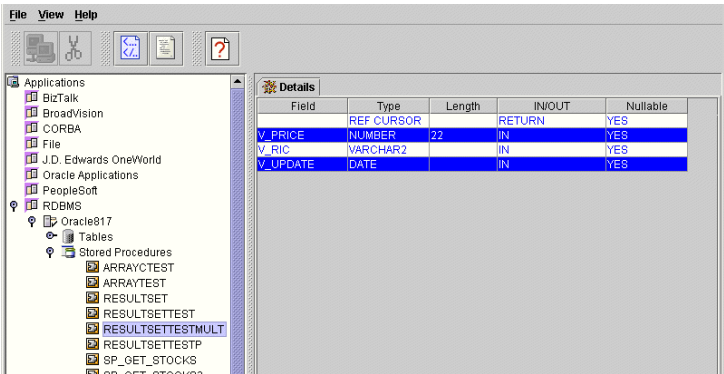 File View Help
Applications
BizTalk
BroadVision
CORBA
File
J.D. Edwards OneWorld
Oracle Applications
PeopleSoft
RDBMS
Oracle817
Tables
Stored Procedures
ARRAYCTEST
ARRAYTEST
RESULTSET
RESULTSETTEST
RESULTSETTESTMULT
RESULTSETTESTP
SP_GET_STOCKS
Details
Field Type Length IN/OUT Nullable
REF CURSOR RETURN YES
V_PRICE NUMBER 22 IN YES
V_RIC VARCHAR2 IN YES
V_UPDATE DATE IN YES